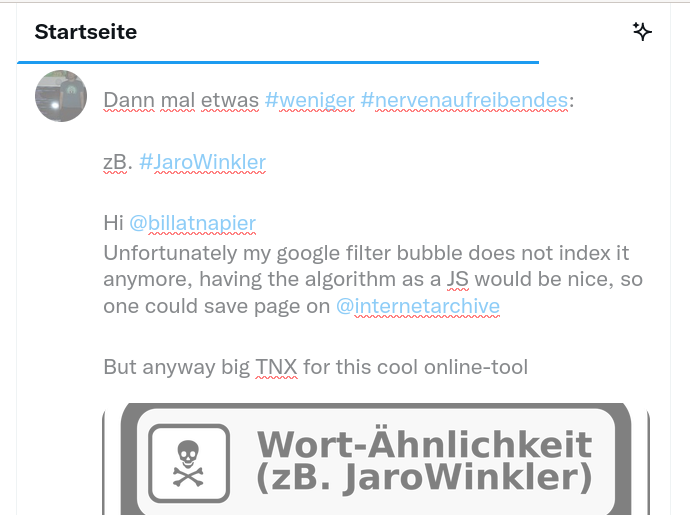 Startseite
Dann mal etwas #weniger #nervenaufreibendes:
zB. #JaroWinkler
Hi @billatnapier
Unfortunately my google filter bubble does not index it
anymore, having the algorithm as a JS would be nice, so
one could save page on @internetarchive
But anyway big TNX for this cool online-tool
Wort-Ähnlichkeit
(zB. JaroWinkler)